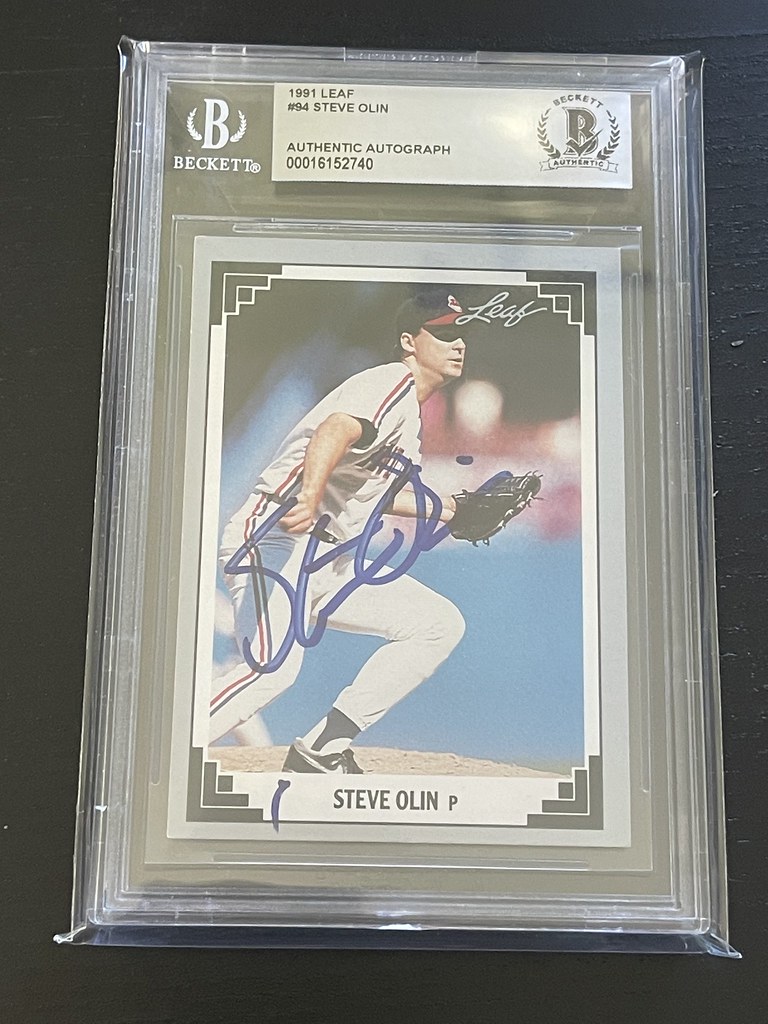 1991 LEAF
#94 STEVE OLIN
AUTHENTIC AUTOGRAPH
00016152740
B
BECKETT®
BECKETT
B
AUTHENTIC
Leaf
STEVE OLIN P